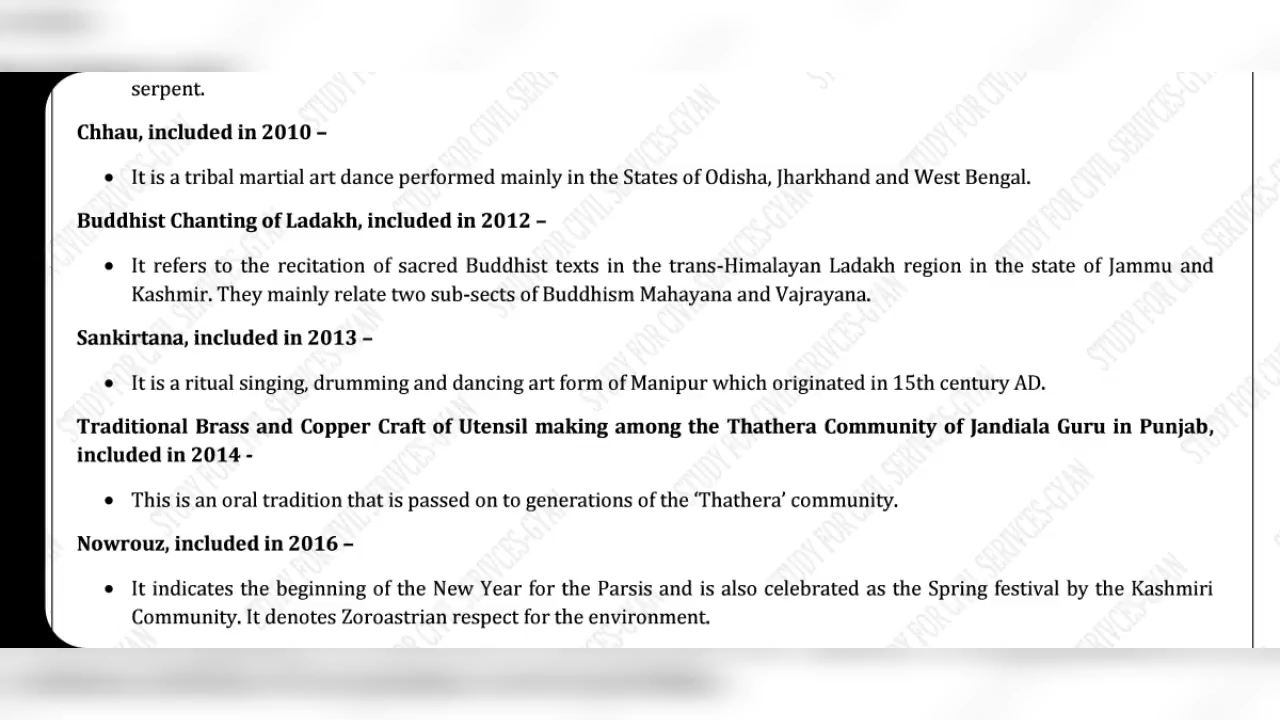 serpent.
Chhau, included in 2010 –
• It is a tribal martial art dance performed mainly in the States of Odisha, Jharkhand and West Bengal.
Buddhist Chanting of Ladakh, included in 2012 –
• It refers to the recitation of sacred Buddhist texts in the trans-Himalayan Ladakh region in the state of Jammu and
Kashmir. They mainly relate two sub-sects of Buddhism Mahayana and Vajrayana.
Sankirtana, included in 2013 –
• It is a ritual singing, drumming and dancing art form of Manipur which originated in 15th century AD.
Traditional Brass and Copper Craft of Utensil making among the Thathera Community of Jandiala Guru in Punjab,
included in 2014 -
• This is an oral tradition that is passed on to generations of the ‘Thathera’ community.
Nowrouz, included in 2016 –
• It indicates the beginning of the New Year for the Parsis and is also celebrated as the Spring festival by the Kashmiri
Community. It denotes Zoroastrian respect for the environment.
STUDY FOR CIVIL SERIVCES-GYAN